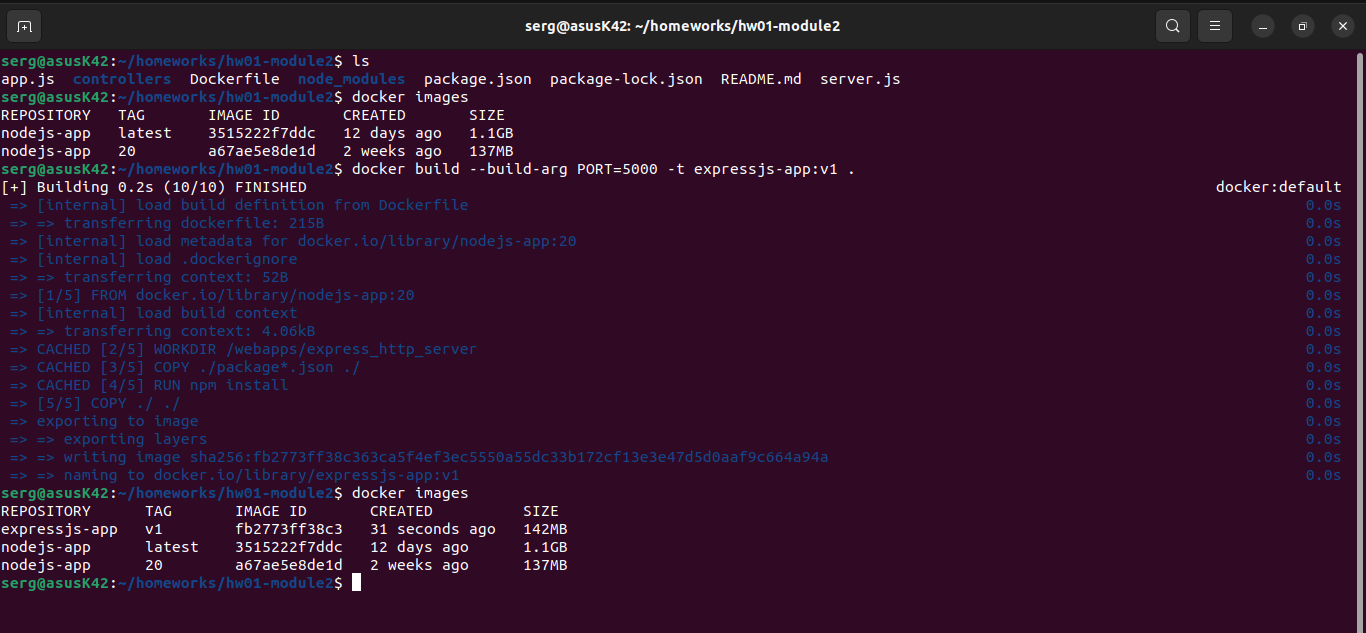 serg@asusK42: ~/homeworks/hw01-module2
serg@asusK42:~/homeworks/hw01-module2$ ls
app.js  controllers  Dockerfile  node_modules  package.json  package-lock.json  README.md  server.js
serg@asusK42:~/homeworks/hw01-module2$ docker images
REPOSITORY   TAG       IMAGE ID       CREATED       SIZE
nodejs-app   latest    3515222f7ddc   12 days ago   1.1GB
nodejs-app   20        a67ae5e8de1d   2 weeks ago   137MB
serg@asusK42:~/homeworks/hw01-module2$ docker build --build-arg PORT=5000 -t expressjs-app:v1 .
[+] Building 0.2s (10/10) FINISHED docker:default
=> [internal] load build definition from Dockerfile 0.0s
=> => transferring dockerfile: 215B 0.0s
=> [internal] load metadata for docker.io/library/nodejs-app:20 0.0s
=> [internal] load .dockerignore 0.0s
=> => transferring context: 52B 0.0s
=> [1/5] FROM docker.io/library/nodejs-app:20 0.0s
=> [internal] load build context 0.0s
=> => transferring context: 4.06kB 0.0s
=> CACHED [2/5] WORKDIR /webapps/express_http_server 0.0s
=> CACHED [3/5] COPY ./package*.json ./ 0.0s
=> CACHED [4/5] RUN npm install 0.0s
=> [5/5] COPY ./ ./ 0.0s
=> exporting to image 0.0s
=> => exporting layers 0.0s
=> => writing image sha256:fb2773ff38c363ca5f4ef3ec5550a55dc33b172cf13e3e47d5d0aaf9c664a94a 0.0s
=> => naming to docker.io/library/expressjs-app:v1 0.0s
serg@asusK42:~/homeworks/hw01-module2$ docker images
REPOSITORY      TAG       IMAGE ID       CREATED          SIZE
expressjs-app   v1        fb2773ff38c3   31 seconds ago   142MB
nodejs-app      latest    3515222f7ddc   12 days ago      1.1GB
nodejs-app      20        a67ae5e8de1d   2 weeks ago      137MB
serg@asusK42:~/homeworks/hw01-module2$